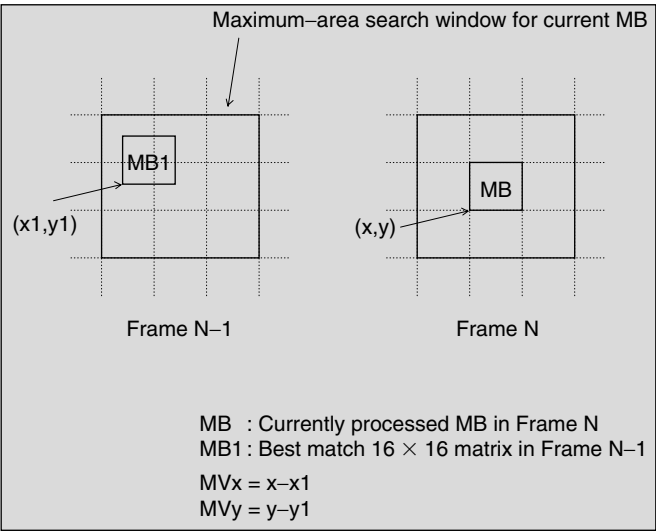 Maximum–area search window for current MB
MB1
MB
(x1,y1)
(x,y)
Frame N–1
Frame N
MB : Currently processed MB in Frame N
MB1 : Best match 16 × 16 matrix in Frame N–1
MVx = x–x1
MVy = y–y1